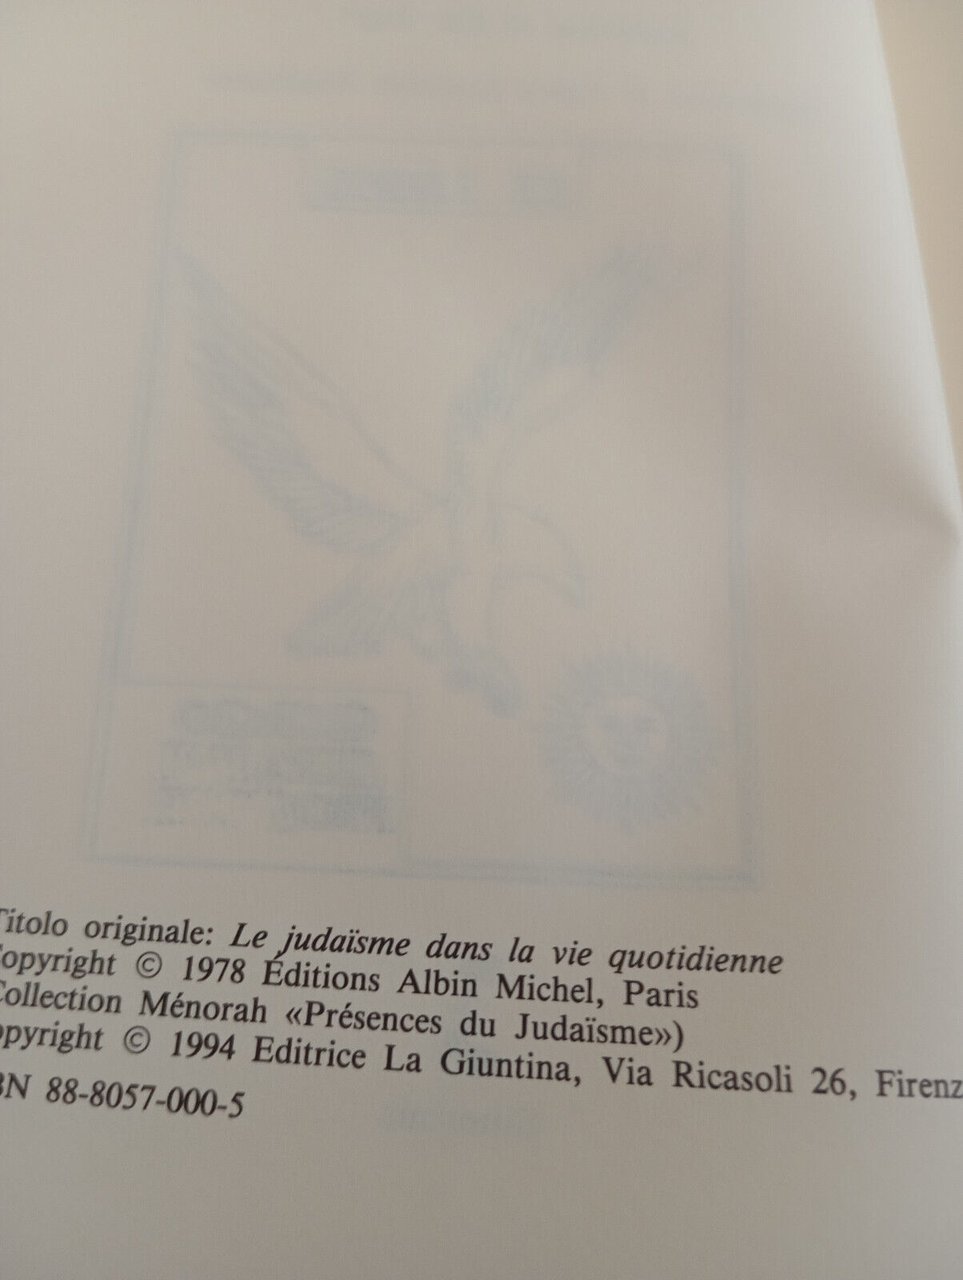 Titolo originale: Le judaïsme dans la vie quotidienne
opyright © 1978 Éditions Albin Michel, Paris
Collection Ménorah «Présences du Judaïsme»)
opyright © 1994 Editrice La Giuntina, Via Ricasoli 26, Firenz
BN 88-8057-000-5